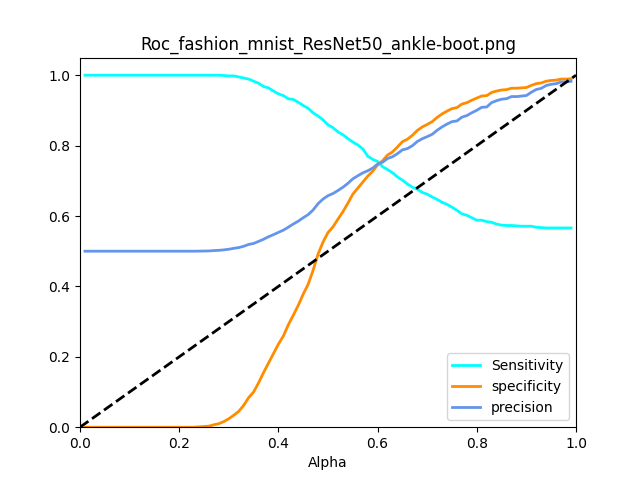 Roc_fashion_mnist_ResNet50_ankle-boot.png
1.0
0.8
0.6
0.4
0.2
0.0
Sensitivity
specificity
precision
0.0 0.2 0.4 0.6 0.8 1.0
Alpha